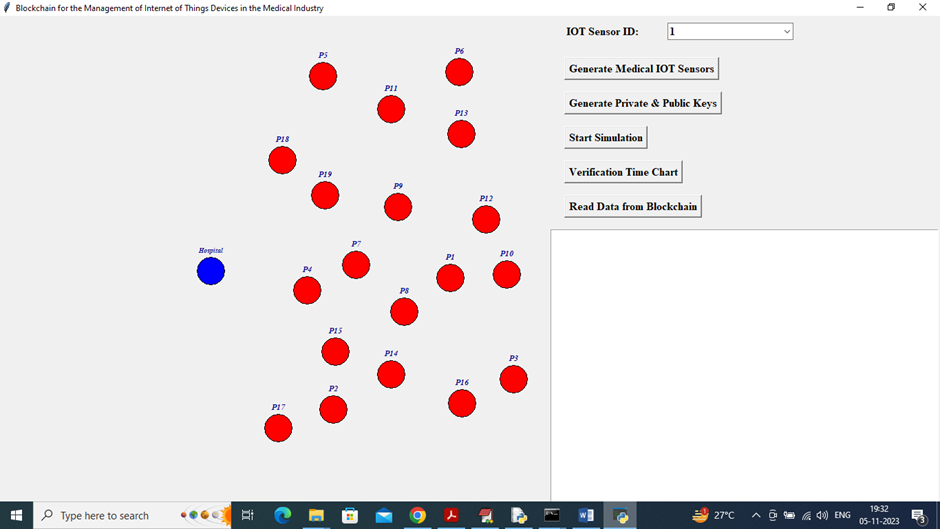 Blockchain for the Management of Internet of Things Devices in the Medical Industry
IOT Sensor ID:
1
Generate Medical IOT Sensors
Generate Private & Public Keys
Start Simulation
Verification Time Chart
Read Data from Blockchain
P5
P6
P11
P13
P18
P19
P9
P12
Hospital
P7
P4
P1
P10
P8
P15
P14
P3
P16
P2
P17
Type here to search
27°C
ENG
19:32
05-11-2023
3